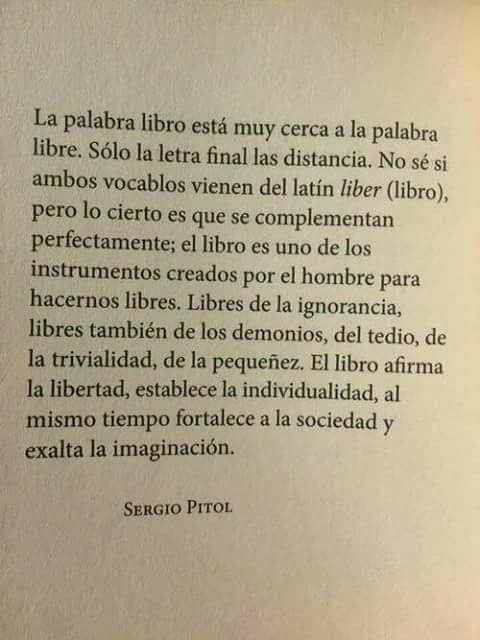 La palabra libro está muy cerca a la palabra
libre. Sólo la letra final las distancia. No sé si
ambos vocablos vienen del latín liber (libro),
pero lo cierto es que se complementan
perfectamente; el libro es uno de los
instrumentos creados por el hombre para
hacernos libres. Libres de la ignorancia,
libres también de los demonios, del tedio, de
la trivialidad, de la pequeñez. El libro afirma
la libertad, establece la individualidad, al
mismo tiempo fortalece a la sociedad y
exalta la imaginación.
SERGIO PITOL